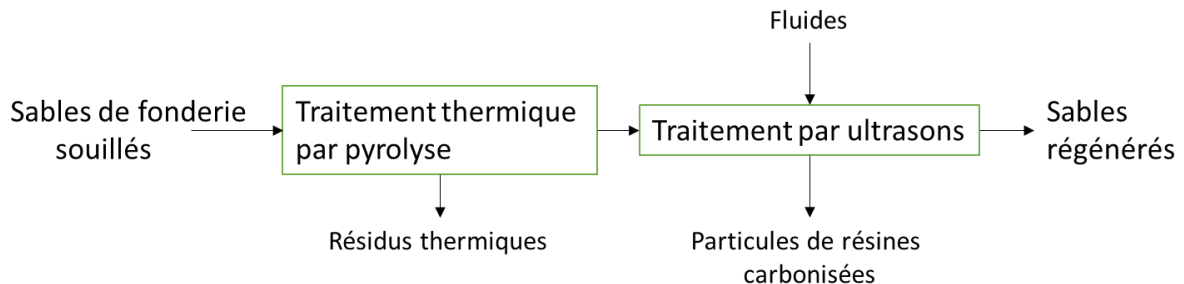 Fluides
Sables de fonderie
souillés
Traitement thermique
par pyrolyse
Traitement par ultrasons
Sables
régénérés
Résidus thermiques
Particules de résines
carbonisées